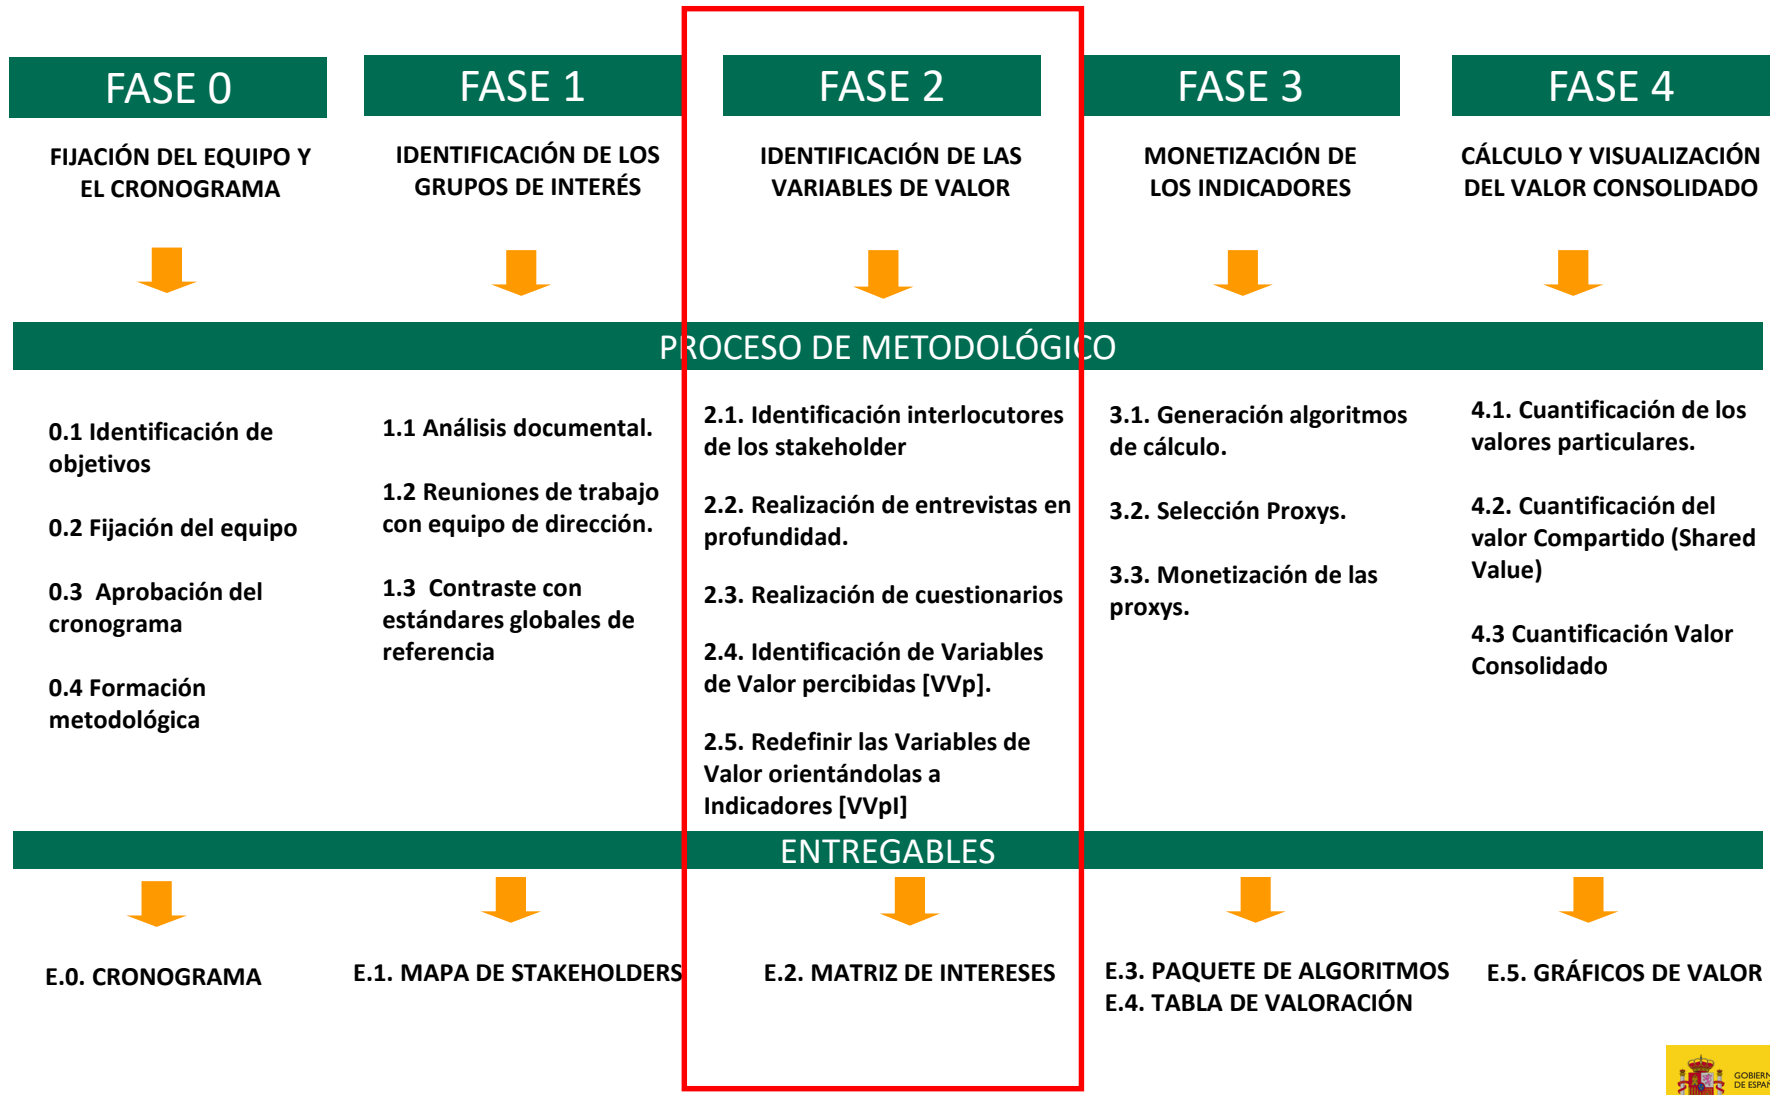 FASE 0
FIJACIÓN DEL EQUIPO Y
EL CRONOGRAMA
FASE 1
IDENTIFICACIÓN DE LOS
GRUPOS DE INTERÉS
FASE 2
IDENTIFICACIÓN DE LAS
VARIABLES DE VALOR
FASE 3
MONETIZACIÓN DE
LOS INDICADORES
FASE 4
CÁLCULO Y VISUALIZACIÓN
DEL VALOR CONSOLIDADO
PROCESO DE METODOLÓGICO
0.1 Identificación de
objetivos
0.2 Fijación del equipo
0.3 Aprobación del
cronograma
0.4 Formación
metodológica
1.1 Análisis documental.
1.2 Reuniones de trabajo
con equipo de dirección.
1.3 Contraste con
estándares globales de
referencia
2.1. Identificación interlocutores
de los stakeholder
2.2. Realización de entrevistas en
profundidad.
2.3. Realización de cuestionarios
2.4. Identificación de Variables
de Valor percibidas [VVp].
2.5. Redefinir las Variables de
Valor orientándolas a
Indicadores [VVpI]
3.1. Generación algoritmos
de cálculo.
3.2. Selección Proxys.
3.3. Monetización de las
proxys.
4.1. Cuantificación de los
valores particulares.
4.2. Cuantificación del
valor Compartido (Shared
Value)
4.3 Cuantificación Valor
Consolidado
ENTREGABLES
E.0. CRONOGRAMA
E.1. MAPA DE STAKEHOLDERS
E.2. MATRIZ DE INTERESES
E.3. PAQUETE DE ALGORITMOS
E.4. TABLA DE VALORACIÓN
E.5. GRÁFICOS DE VALOR
GOBIERN
DE ESPAÑ